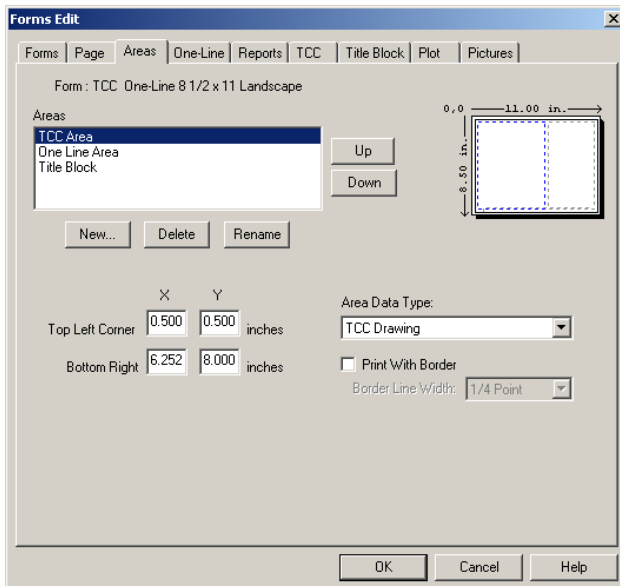 Forms Edit
Forms Page Areas One-Line Reports TCC Title Block Plot Pictures
Form : TCC One-Line 8 1/2 x 11 Landscape
Areas
TCC Area
One Line Area
Title Block
Up
Down
0,0 11.00 in.
8.50 in.
New... Delete Rename
X Y
Top Left Corner 0.500 0.500 inches
Bottom Right 6.252 8.000 inches
Area Data Type:
TCC Drawing
Print With Border
Border Line Width: 1/4 Point
OK Cancel Help